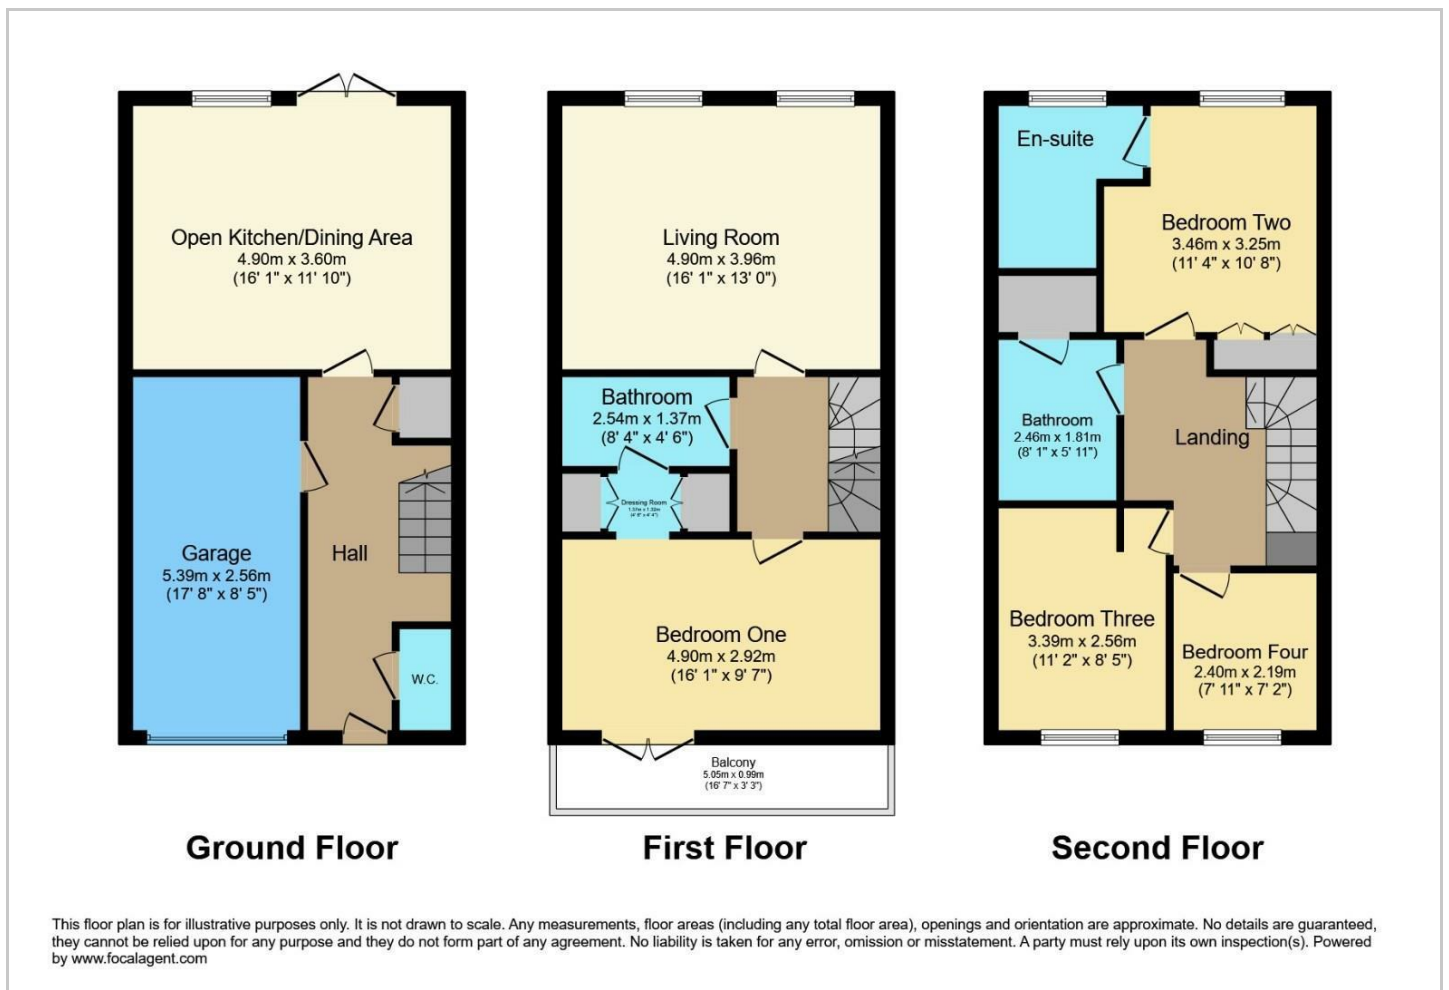 Open Kitchen/Dining Area
4.90m x 3.60m
(16' 1" x 11' 10")
Garage
5.39m x 2.56m
(17' 8" x 8' 5")
Hall
W.C.
Ground Floor
Living Room
4.90m x 3.96m
(16' 1" x 13' 0")
Bathroom
2.54m x 1.37m
(8' 4" x 4' 6")
Dressing Room
Bedroom One
4.90m x 2.92m
(16' 1" x 9' 7")
Balcony
5.05m x 0.99m
(16' 7" x 3' 3")
First Floor
En-suite
Bedroom Two
3.46m x 3.25m
(11' 4" x 10' 8")
Bathroom
2.46m x 1.81m
(8' 1" x 5' 11")
Landing
Bedroom Three
3.39m x 2.56m
(11' 2" x 8' 5")
Bedroom Four
2.40m x 2.19m
(7' 11" x 7' 2")
Second Floor
This floor plan is for illustrative purposes only. It is not drawn to scale. Any measurements, floor areas (including any total floor area), openings and orientation are approximate. No details are guaranteed,
they cannot be relied upon for any purpose and they do not form part of any agreement. No liability is taken for any error, omission or misstatement. A party must rely upon its own inspection(s). Powered
by www.focalagent.com